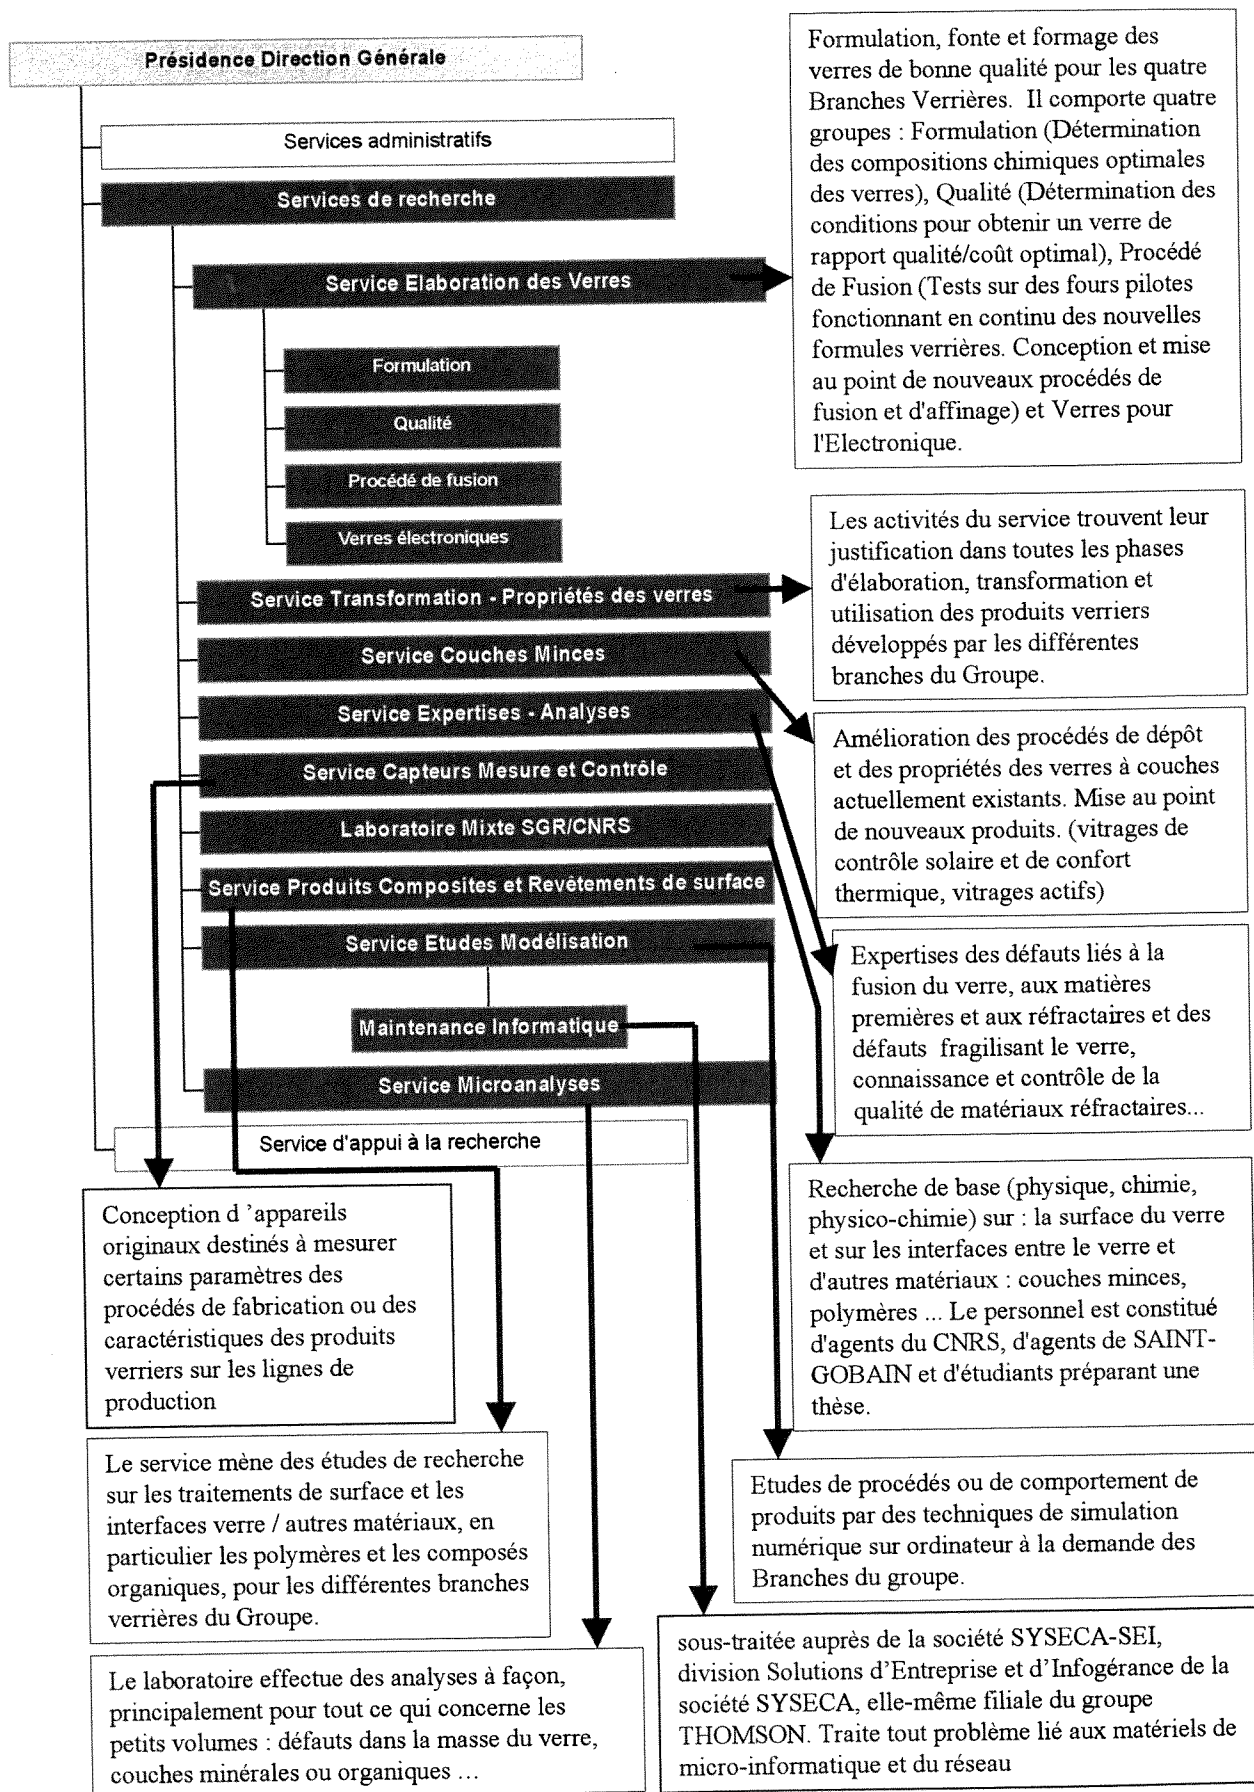 Présidence Direction Générale
Services administratifs
Services de recherche
Service Elaboration des Verres
Formulation
Qualité
Procédé de fusion
Verres électroniques
Service Transformation - Propriétés des verres
Service Couches Minces
Service Expertises - Analyses
Service Capteurs Mesure et Contrôle
Laboratoire Mixte SGR/CNRS
Service Produits Composites et Revêtements de surface
Service Etudes Modélisation
Maintenance Informatique
Service Microanalyses
Service d'appui à la recherche
Formulation, fonte et formage des
verres de bonne qualité pour les quatre
Branches Verrières. Il comporte quatre
groupes : Formulation (Détermination
des compositions chimiques optimales
des verres), Qualité (Détermination des
conditions pour obtenir un verre de
rapport qualité/coût optimal), Procédé
de Fusion (Tests sur des fours pilotes
fonctionnant en continu des nouvelles
formules verrières. Conception et mise
au point de nouveaux procédés de
fusion et d'affinage) et Verres pour
l'Electronique.
Les activités du service trouvent leur
justification dans toutes les phases
d'élaboration, transformation et
utilisation des produits verriers
développés par les différentes
branches du Groupe.
Amélioration des procédés de dépôt
et des propriétés des verres à couches
actuellement existants. Mise au point
de nouveaux produits. (vitrages de
contrôle solaire et de confort
thermique, vitrages actifs)
Expertises des défauts liés à la
fusion du verre, aux matières
premières et aux réfractaires et des
défauts fragilisant le verre,
connaissance et contrôle de la
qualité de matériaux réfractaires...
Recherche de base (physique, chimie,
physico-chimie) sur : la surface du verre
et sur les interfaces entre le verre et
d'autres matériaux : couches minces,
polymères ... Le personnel est constitué
d'agents du CNRS, d'agents de SAINT-
GOBAIN et d'étudiants préparant une
thèse.
Conception d ’appareils
originaux destinés à mesurer
certains paramètres des
procédés de fabrication ou des
caractéristiques des produits
verriers sur les lignes de
production
Le service mène des études de recherche
sur les traitements de surface et les
interfaces verre / autres matériaux, en
particulier les polymères et les composés
organiques, pour les différentes branches
verrières du Groupe.
Etudes de procédés ou de comportement de
produits par des techniques de simulation
numérique sur ordinateur à la demande des
Branches du groupe.
Le laboratoire effectue des analyses à façon,
principalement pour tout ce qui concerne les
petits volumes : défauts dans la masse du verre,
couches minérales ou organiques ...
sous-traitée auprès de la société SYSECA-SEI,
division Solutions d’Entreprise et d’Infogérance de la
société SYSECA, elle-même filiale du groupe
THOMSON. Traite tout problème lié aux matériels de
micro-informatique et du réseau